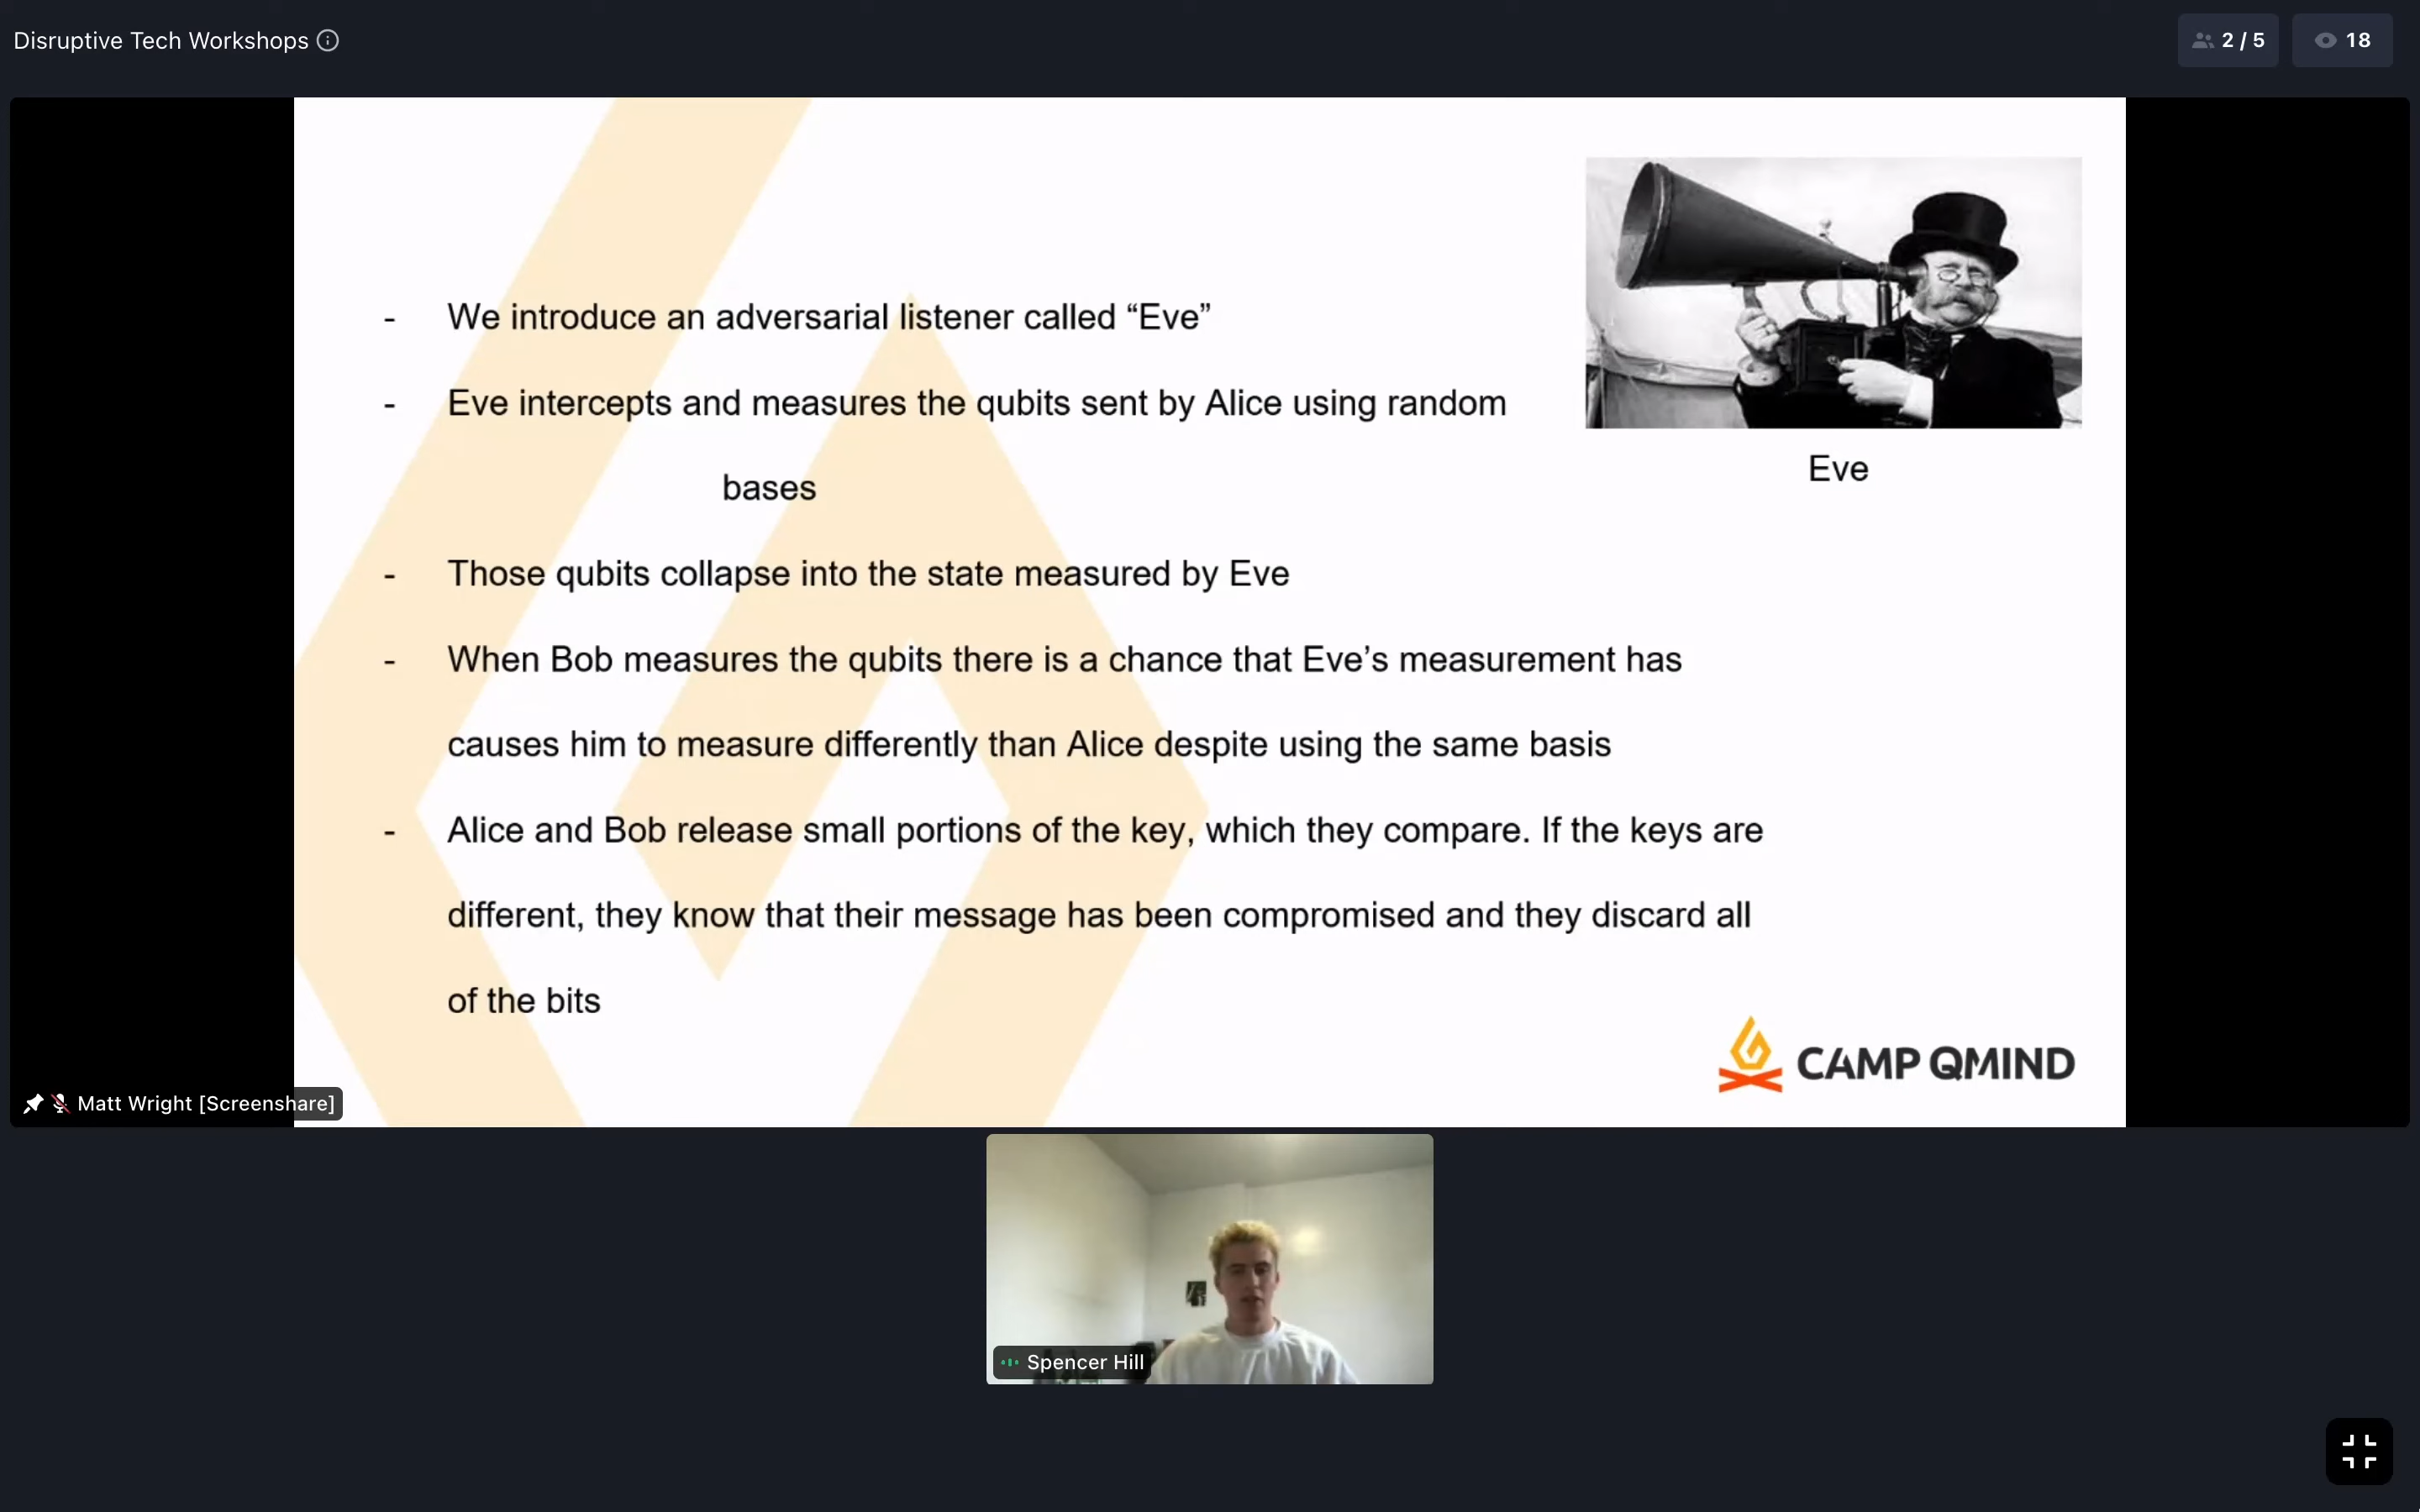 Disruptive Tech Workshops
2 / 5
18
- We introduce an adversarial listener called “Eve”
- Eve intercepts and measures the qubits sent by Alice using random
bases
- Those qubits collapse into the state measured by Eve
- When Bob measures the qubits there is a chance that Eve’s measurement has
causes him to measure differently than Alice despite using the same basis
- Alice and Bob release small portions of the key, which they compare. If the keys are
different, they know that their message has been compromised and they discard all
of the bits
Eve
CAMP QMIND
Matt Wright [Screenshare]
Spencer Hill